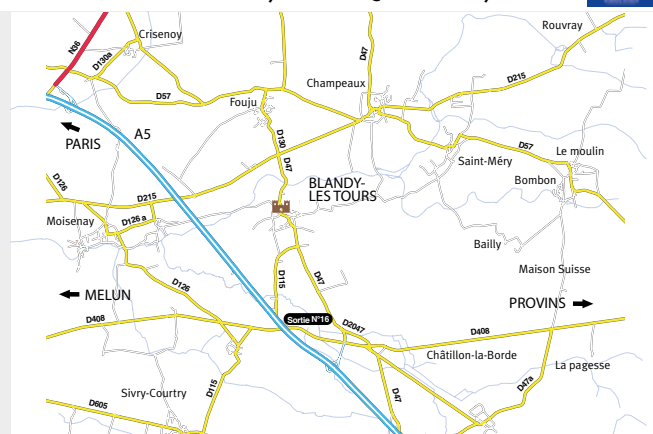 Rouvray
Crisenoy
N36
D130a
D47
D215
Champeaux
D57
Fouju
A5
PARIS
D130
D47
D57
Le moulin
Saint-Méry
Bombon
BLANDY-
LES TOURS
D126
D215
D126 a
Moisenay
Bailly
Maison Suisse
D126
D115
D47
MELUN
PROVINS
D408
Sortie N°16
D2047
D408
Châtillon-la-Borde
La pagesse
Sivry-Courtry
D115
D47
D47a
D605